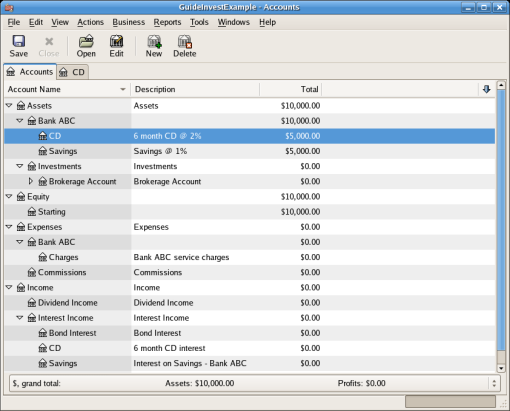 GuideInvestExample - Accounts
File Edit View Actions Business Reports Tools Windows Help
Save Close Open Edit New Delete
Accounts CD
Account Name Description Total
Assets Assets $10,000.00
Bank ABC $10,000.00
CD 6 month CD @ 2% $5,000.00
Savings Savings @ 1% $5,000.00
Investments Investments $0.00
Brokerage Account Brokerage Account $0.00
Equity $10,000.00
Starting $10,000.00
Expenses Expenses $0.00
Bank ABC $0.00
Charges Bank ABC service charges $0.00
Commissions Commissions $0.00
Income Income $0.00
Dividend Income Dividend Income $0.00
Interest Income Interest Income $0.00
Bond Interest Bond Interest $0.00
CD 6 month CD interest $0.00
Savings Interest on Savings - Bank ABC $0.00
$, grand total: Assets: $10,000.00 Profits: $0.00